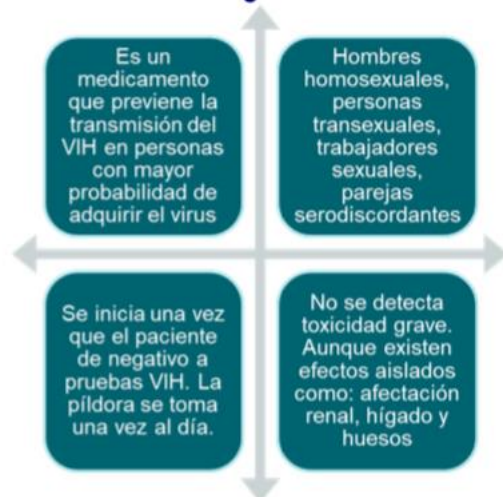 Es un
medicamento
que previene la
transmisión del
VIH en personas
con mayor
probabilidad de
adquirir el virus
Hombres
homosexuales,
personas
transexuales,
trabajadores
sexuales,
parejas
serodiscordantes
Se inicia una vez
que el paciente
de negativo a
pruebas VIH. La
píldora se toma
una vez al día.
No se detecta
toxicidad grave.
Aunque existen
efectos aislados
como: afectación
renal, hígado y
huesos